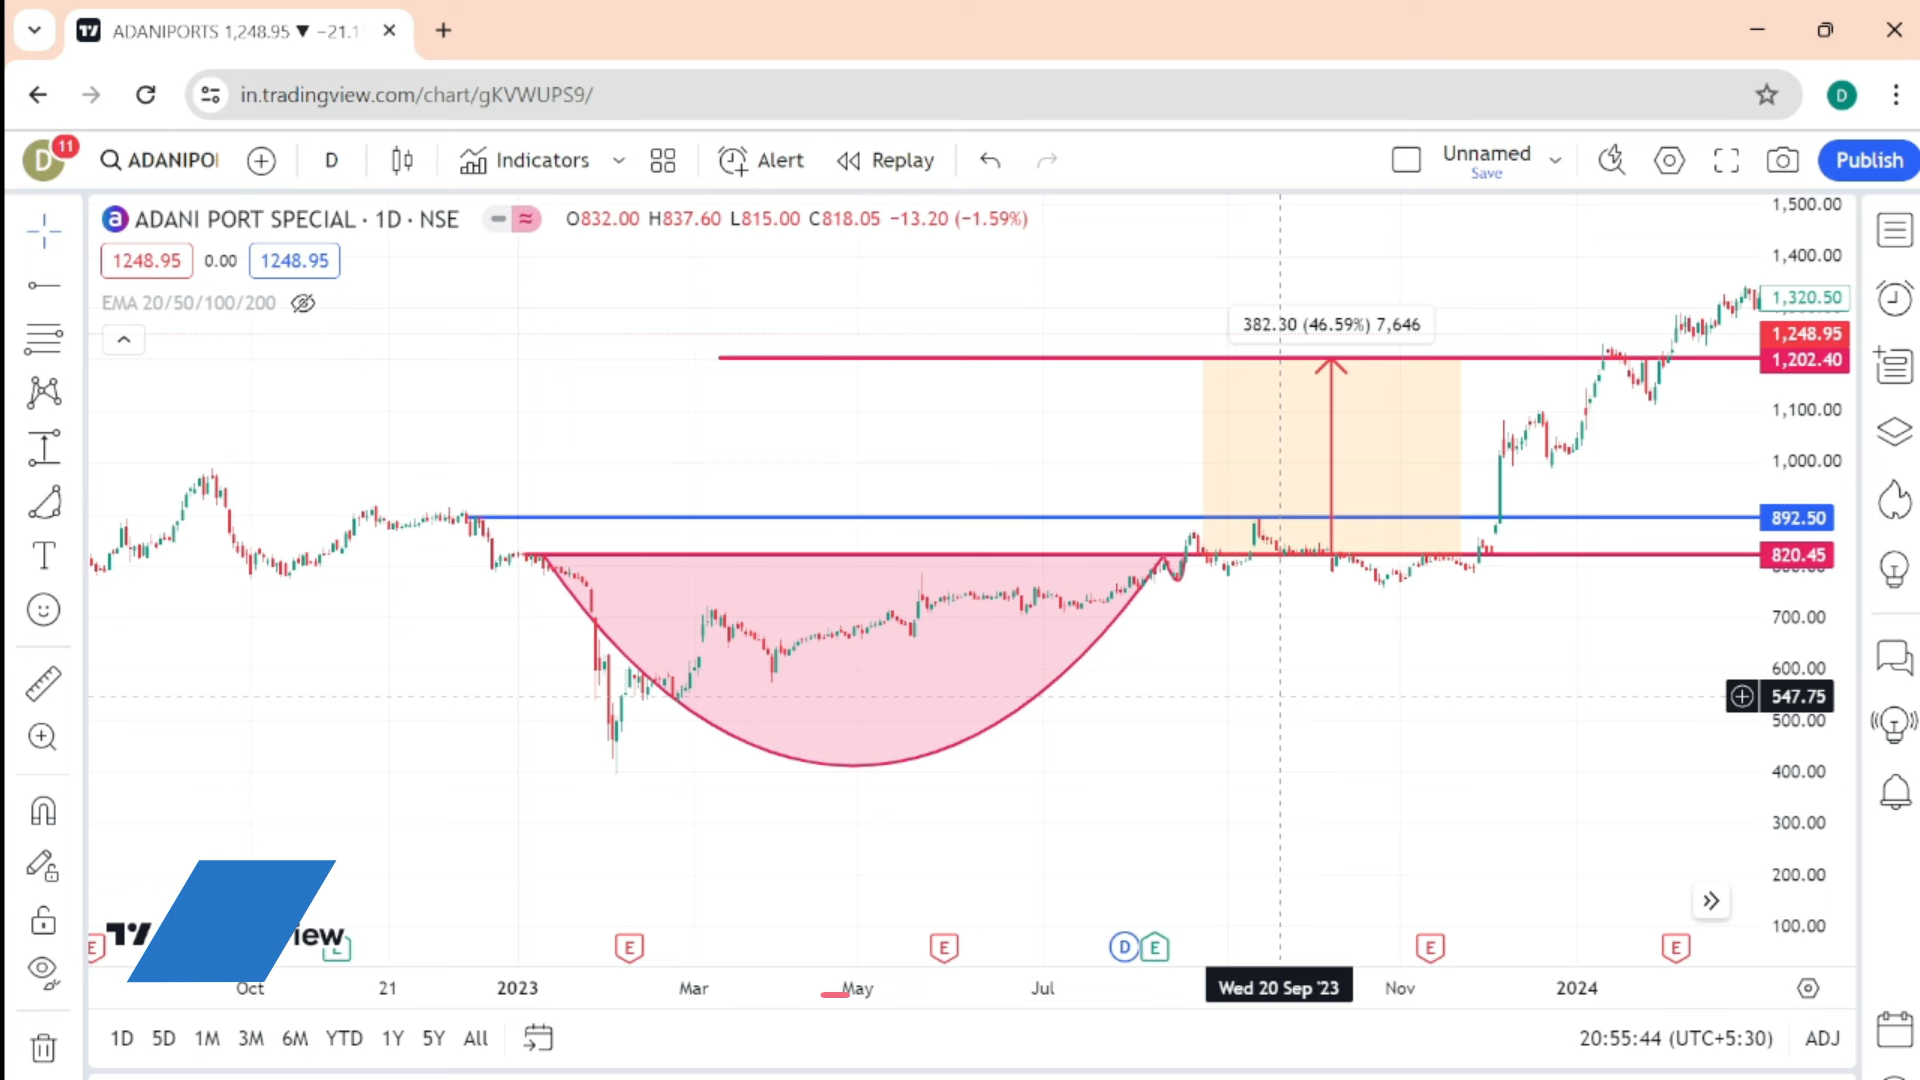 ADANIPORTS 1,248.95 ▼ −21.1
in.tradingview.com/chart/gKVWUPS9/
D
D 11 ADANIPO D Indicators Alert Replay Unnamed Publish
Save
ADANI PORT SPECIAL · 1D · NSE O832.00 H837.60 L815.00 C818.05 −13.20 (−1.59%)
1248.95 0.00 1248.95
EMA 20/50/100/200
382.30 (46.59%) 7,646
1,500.00
1,400.00
1,320.50
1,248.95
1,202.40
1,100.00
1,000.00
892.50
820.45
700.00
600.00
547.75
500.00
400.00
300.00
200.00
100.00
iew
E E E D E E E
Oct 21 2023 Mar May Jul Wed 20 Sep '23 Nov 2024
1D 5D 1M 3M 6M YTD 1Y 5Y All 20:55:44 (UTC+5:30) ADJ